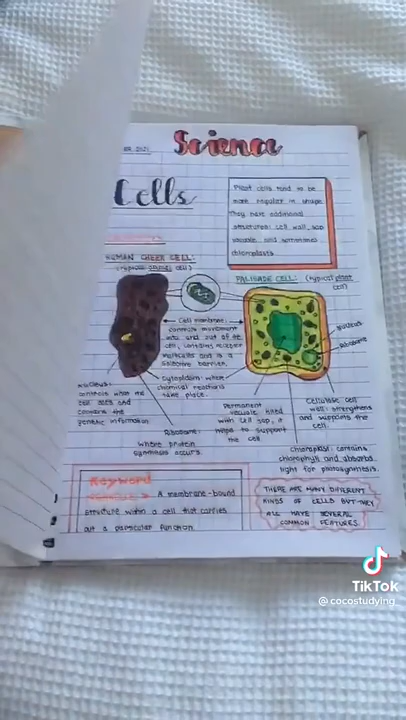 Science
2021
Cells
Plant cells tend to be
more regular in shape.
They have additional
structures: cell wall, sap
vacuole and sometimes
chloroplasts
HUMAN CHEEK CELL:
(typical animal cell)
PALISADE CELL: (typical plant
cell)
Cell membrane:
controls movement
into and out of the
cell, contains receptor
molecules and is a
selective barrier.
nucleus
ribosome
nucleus:
controls what the
cell does and
contains the
genetic information
Cytoplasm: where
chemical reactions
take place.
Ribosome:
where protein
synthesis occurs
Permanent
vacuole filled
with cell sap, it
helps to support
the cell
Cellulose cell
wall: strengthens
and supports the
cell.
Chloroplast: contains
chlorophyll and absorbs
light for photosynthesis.
Keyword
A membrane-bound
structure within a cell that carries
out a particular function
THERE ARE MANY DIFFERENT
KINDS OF CELLS BUT THEY
ALL HAVE SEVERAL
COMMON FEATURES.
TikTok
@cocostudying